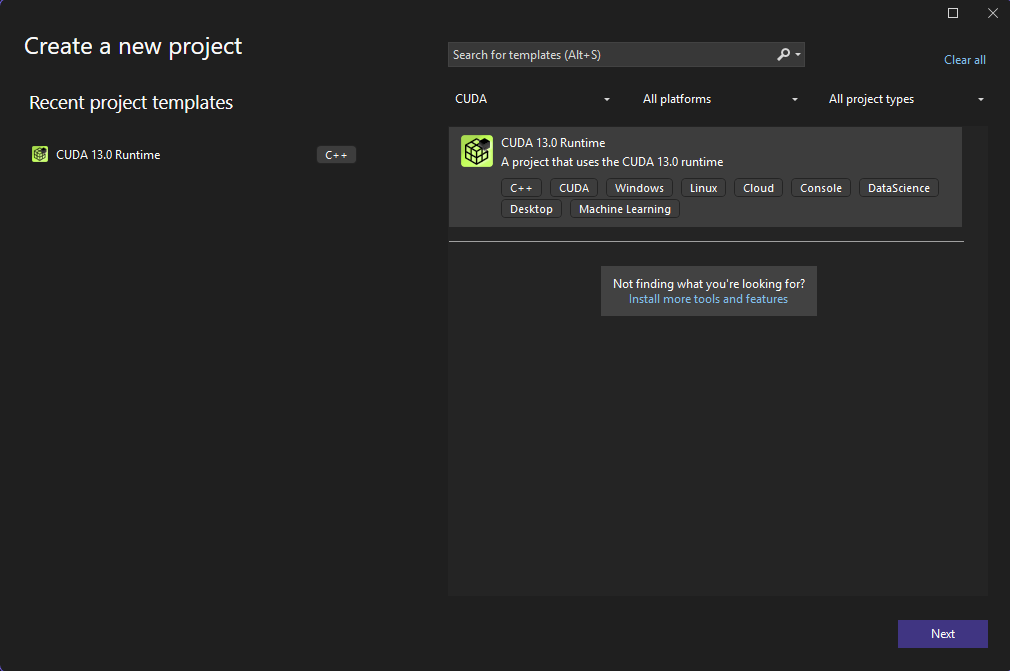 Create a new project
Search for templates (Alt+S)
Clear all
Recent project templates
CUDA
All platforms
All project types
CUDA 13.0 Runtime
C++
CUDA 13.0 Runtime
A project that uses the CUDA 13.0 runtime
C++ CUDA Windows Linux Cloud Console DataScience
Desktop Machine Learning
Not finding what you're looking for?
Install more tools and features
Next